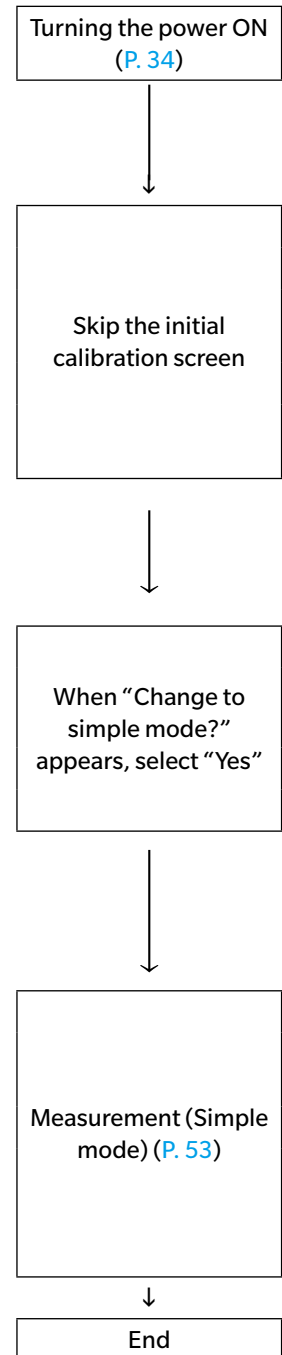 Turning the power ON
(P. 34)
Skip the initial
calibration screen
When “Change to
simple mode?”
appears, select “Yes”
Measurement (Simple
mode) (P. 53)
End